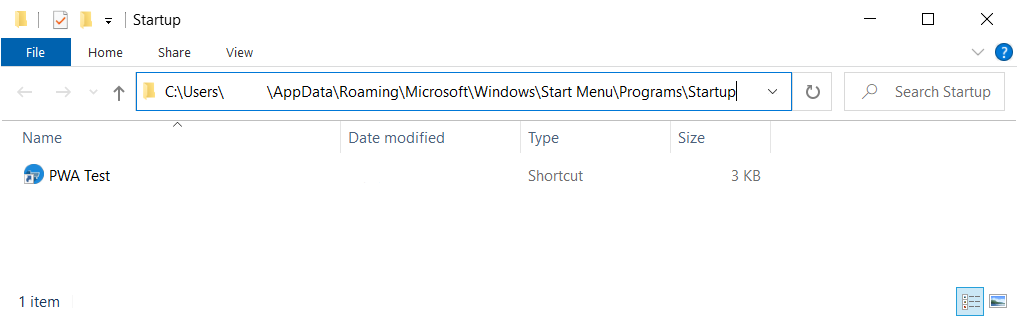 Startup
File Home Share View
C:\Users\ \AppData\Roaming\Microsoft\Windows\Start Menu\Programs\Startup
Search Startup
Name Date modified Type Size
PWA Test Shortcut 3 KB
1 item